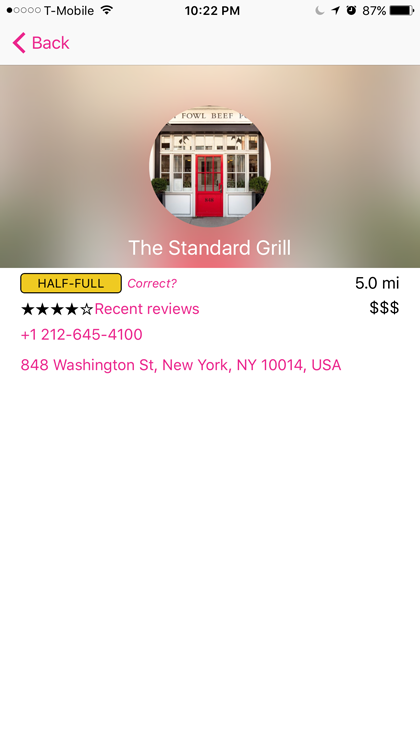 T-Mobile 10:22 PM 87%
Back
FOWL BEEF
The Standard Grill
HALF-FULL Correct? 5.0 mi
★★★★☆Recent reviews $$$
+1 212-645-4100
848 Washington St, New York, NY 10014, USA